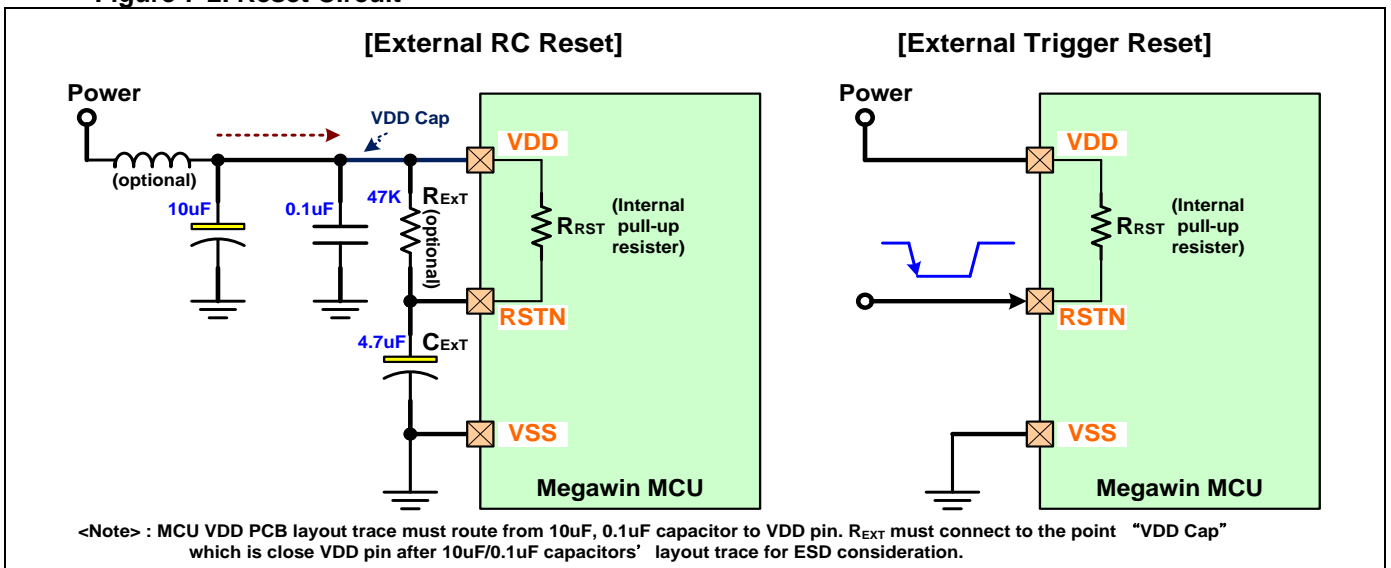 [External RC Reset]
[External Trigger Reset]
Power
VDD Cap
VDD
(optional)
10uF
0.1uF
47K
RExT
(optional)
RRST
(Internal
pull-up
resister)
RSTN
4.7uF
CExT
VSS
Megawin MCU
Power
VDD
RRST
(Internal
pull-up
resister)
RSTN
VSS
Megawin MCU
<Note> : MCU VDD PCB layout trace must route from 10uF, 0.1uF capacitor to VDD pin. REXT must connect to the point “VDD Cap”
which is close VDD pin after 10uF/0.1uF capacitors’ layout trace for ESD consideration.